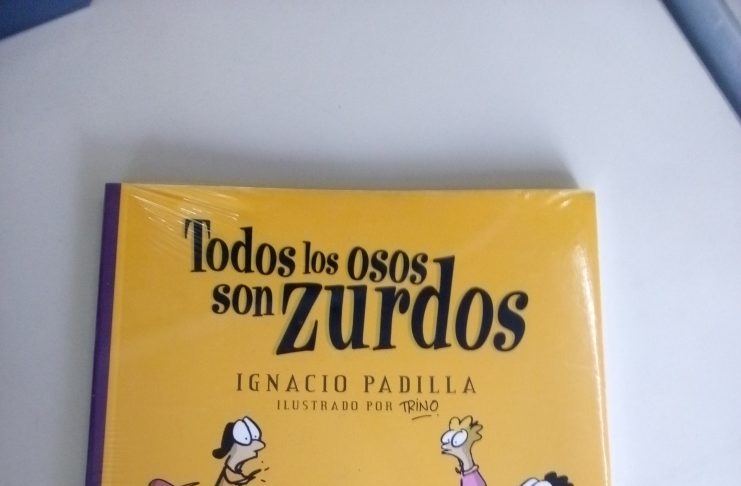 Todos los osos
son zurdos
IGNACIO PADILLA
ILUSTRADO POR TRINO